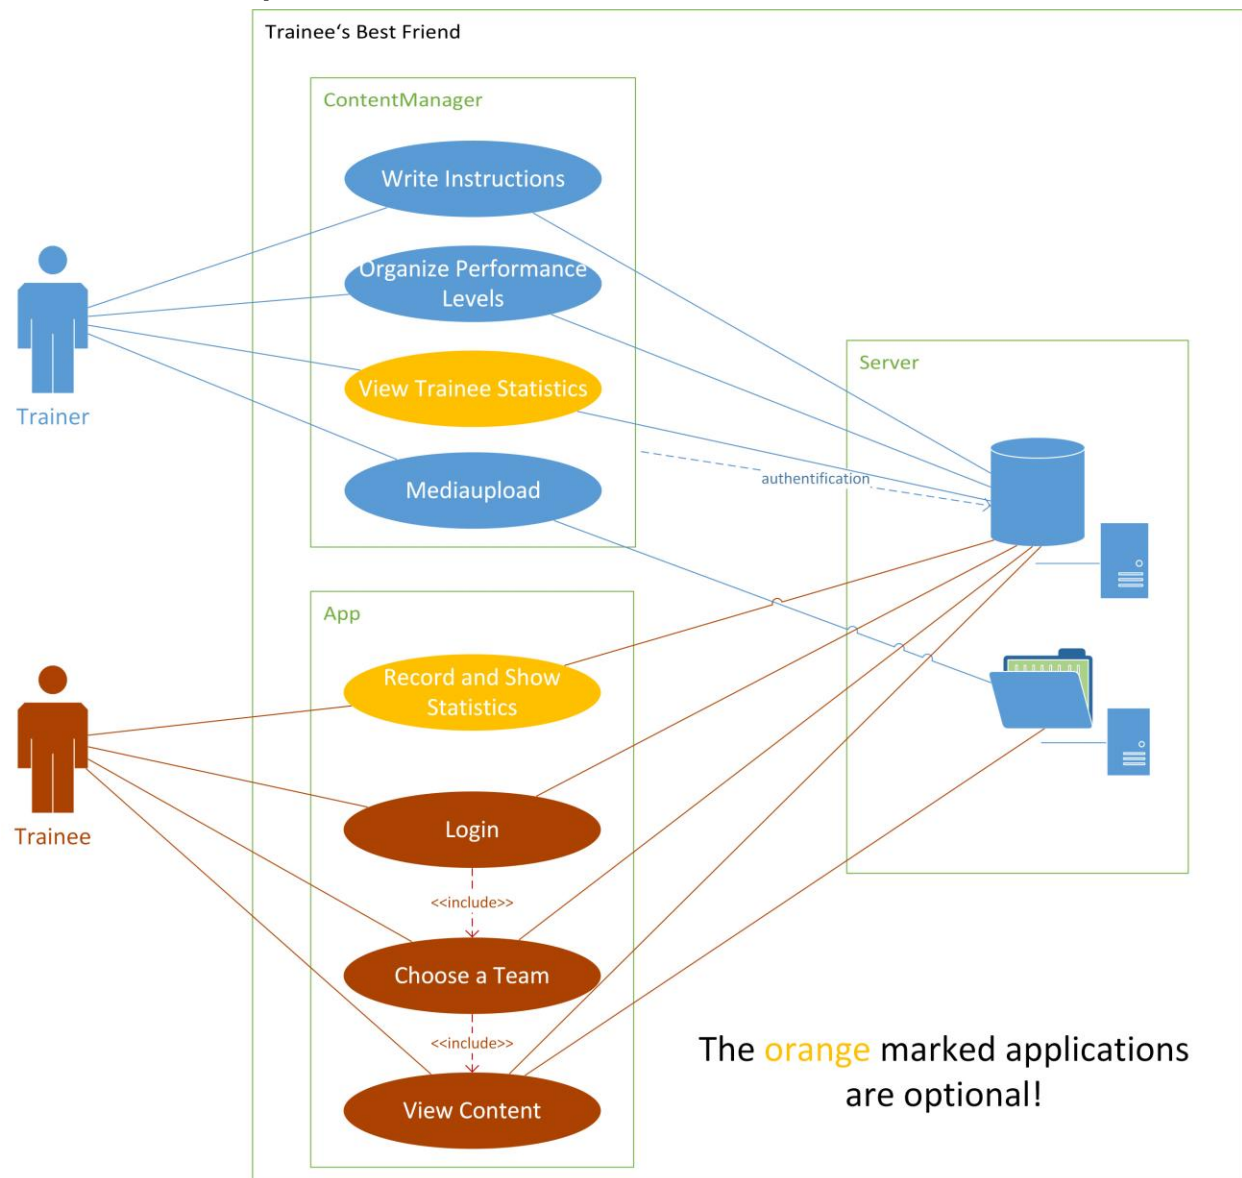 Trainee‘s Best Friend
ContentManager
Write Instructions
Organize Performance
Levels
View Trainee Statistics
Mediaupload
Trainer
Server
authentification
App
Record and Show
Statistics
Login
<<include>>
Choose a Team
<<include>>
View Content
Trainee
The orange marked applications
are optional!